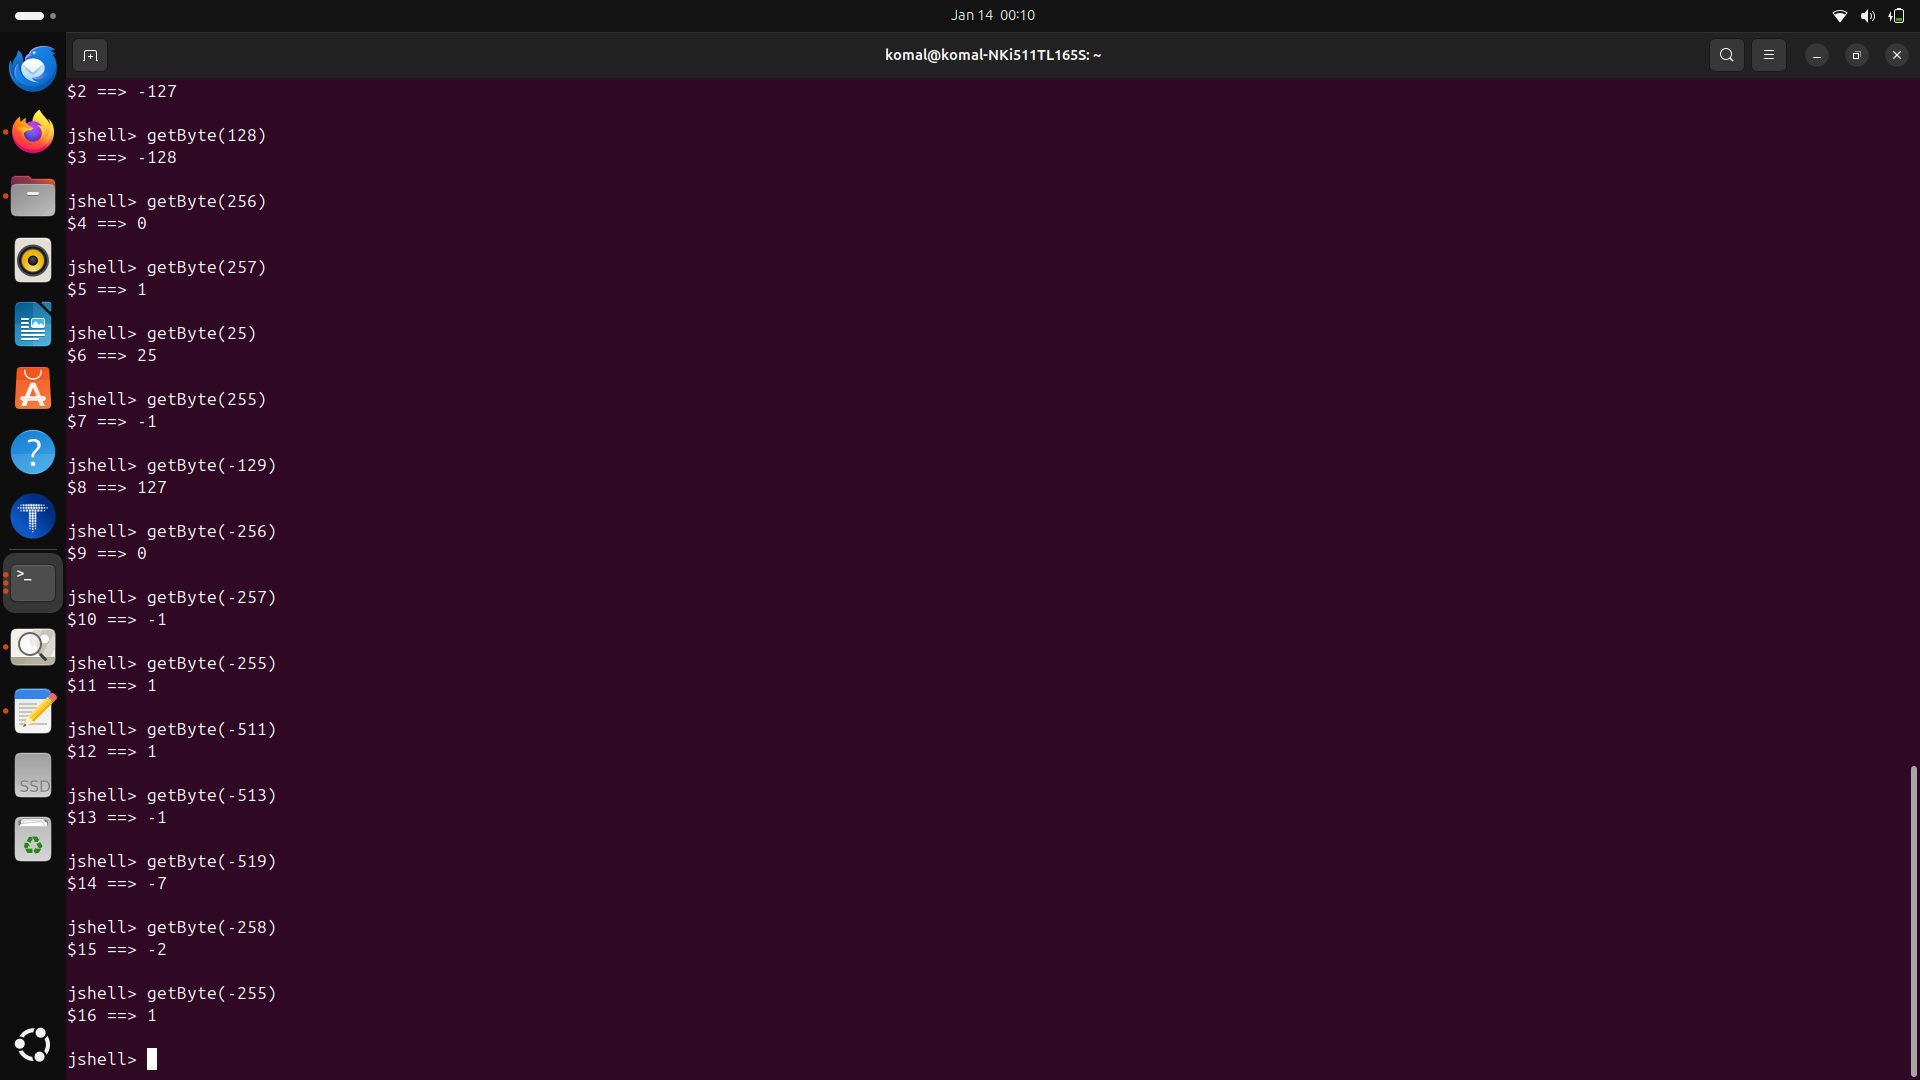 Jan 14 00:10
komal@komal-NKi511TL165S: ~
$2 ==> -127
jshell> getByte(128)
$3 ==> -128
jshell> getByte(256)
$4 ==> 0
jshell> getByte(257)
$5 ==> 1
jshell> getByte(25)
$6 ==> 25
jshell> getByte(255)
$7 ==> -1
jshell> getByte(-129)
$8 ==> 127
jshell> getByte(-256)
$9 ==> 0
jshell> getByte(-257)
$10 ==> -1
jshell> getByte(-255)
$11 ==> 1
jshell> getByte(-511)
$12 ==> 1
jshell> getByte(-513)
$13 ==> -1
jshell> getByte(-519)
$14 ==> -7
jshell> getByte(-258)
$15 ==> -2
jshell> getByte(-255)
$16 ==> 1
jshell>
A
?
T
>_
SSD